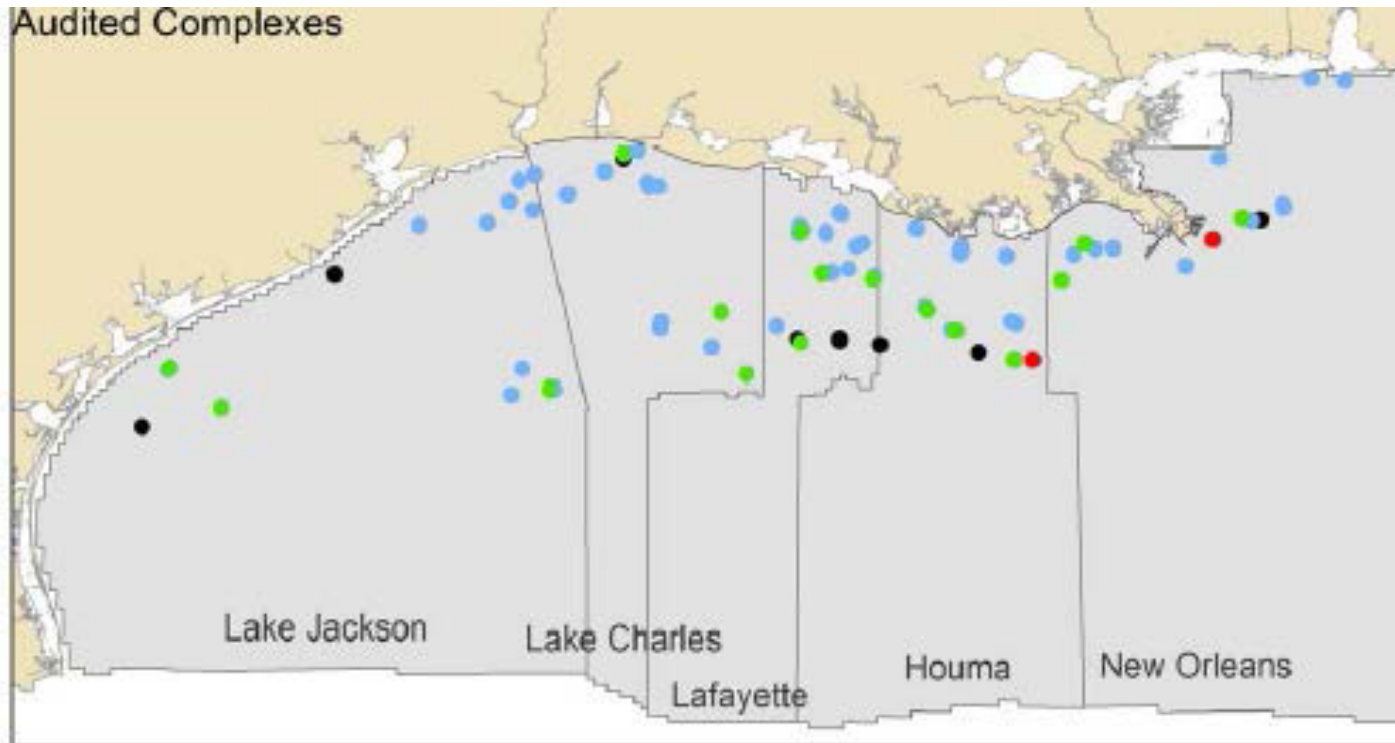 Audited Complexes
Lake Jackson
Lake Charles
Lafayette
Houma
New Orleans